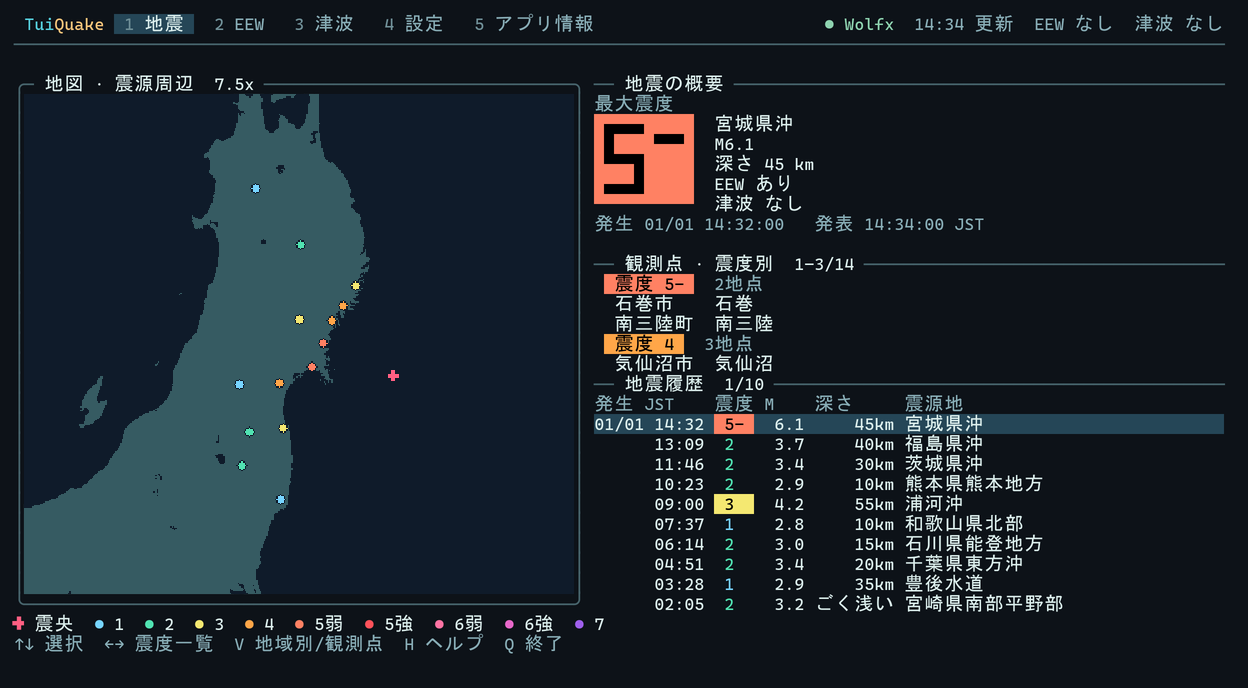 TuiQuake 1 地震 2 EEW 3 津波 4 設定 5 アプリ情報 ● Wolfx 14:34 更新 EEW なし 津波 なし
地図 · 震源周辺 7.5x
地震の概要
最大震度
5-
宮城県沖
M6.1
深さ 45 km
EEW あり
津波 なし
発生 01/01 14:32:00 発表 14:34:00 JST
観測点 · 震度別 1-3/14
震度 5- 2地点
石巻市 石巻
南三陸町 南三陸
震度 4 3地点
気仙沼市 気仙沼
地震履歴 1/10
発生 JST 震度 M 深さ 震源地
01/01 14:32 5- 6.1 45km 宮城県沖
13:09 2 3.7 40km 福島県沖
11:46 2 3.4 30km 茨城県沖
10:23 2 2.9 10km 熊本県熊本地方
09:00 3 4.2 55km 浦河沖
07:37 1 2.8 10km 和歌山県北部
06:14 2 3.0 15km 石川県能登地方
04:51 2 3.4 20km 千葉県東方沖
03:28 1 2.9 35km 豊後水道
02:05 2 3.2 ごく浅い 宮崎県南部平野部
震央 1 2 3 4 5弱 5強 6弱 6強 7
↑↓ 選択 ←→ 震度一覧 V 地域別/観測点 H ヘルプ Q 終了